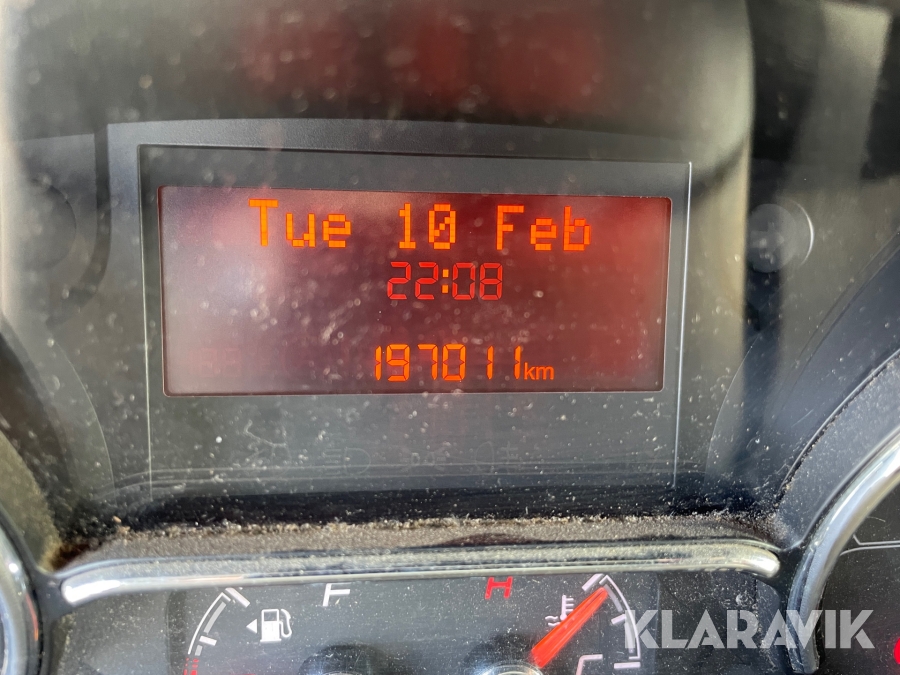 Tue 10 Feb
22:08
197011km
F H
KLARAVIK